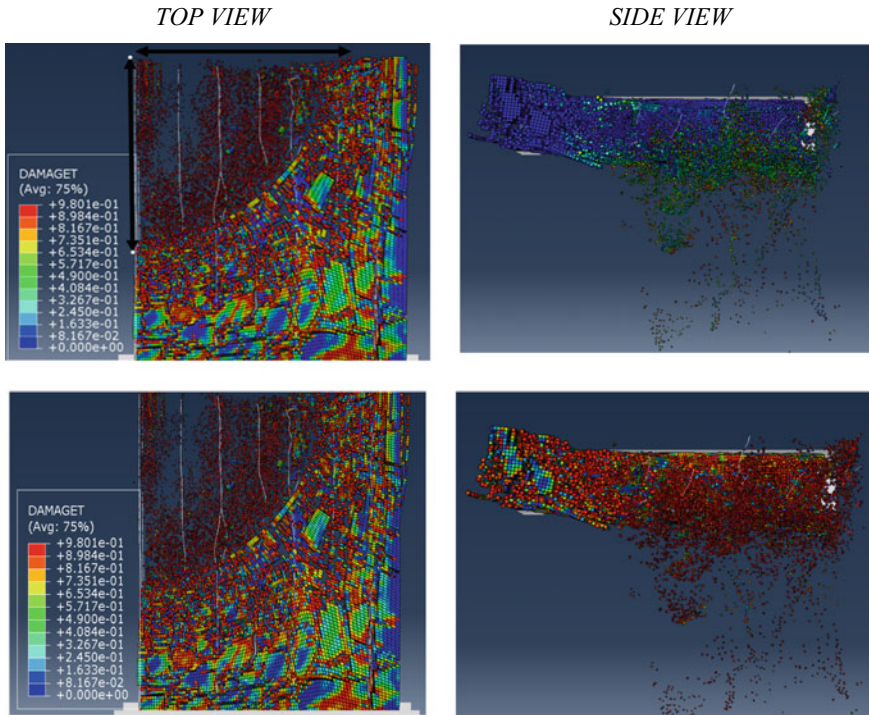 TOP VIEW
SIDE VIEW
DAMAGET
(Avg: 75%)
+9.801e-01
+8.984e-01
+8.167e-01
+7.351e-01
+6.534e-01
+5.717e-01
+4.900e-01
+4.084e-01
+3.267e-01
+2.450e-01
+1.633e-01
+8.167e-02
+0.000e+00
DAMAGET
(Avg: 75%)
+9.801e-01
+8.984e-01
+8.167e-01
+7.351e-01
+6.534e-01
+5.717e-01
+4.900e-01
+4.084e-01
+3.267e-01
+2.450e-01
+1.633e-01
+8.167e-02
+0.000e+00